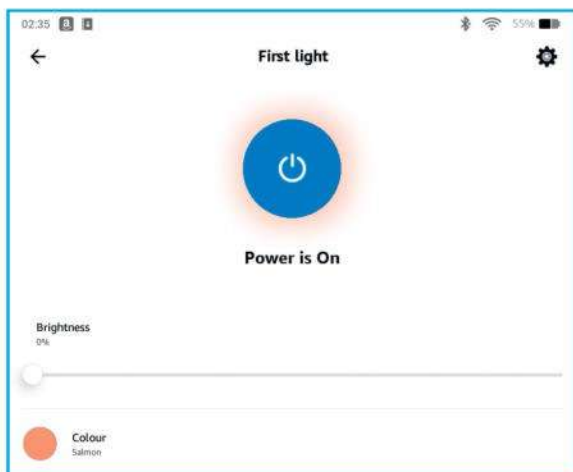 02:35 a 55%
First light
Power is On
Brightness
0%
Colour
Salmon